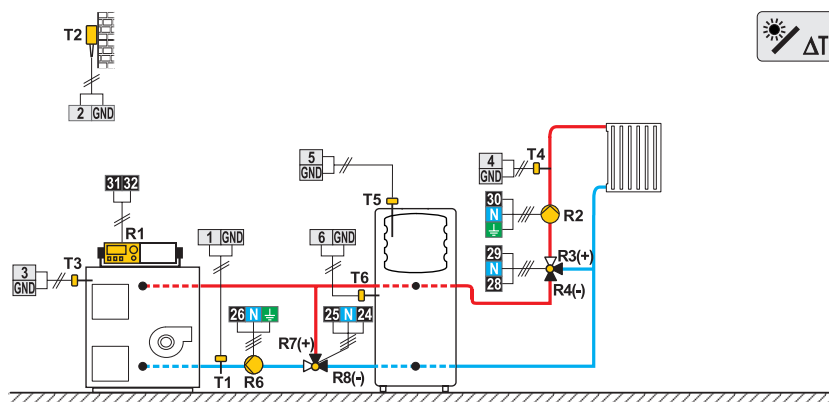 T2
2 GND
ΔT
5
GND
4
GND
T4
31 32
R1
T5
30
N
R2
1 GND
6 GND
3
GND
T3
T6
29
N
28
R3(+)
R4(-)
26 N
25 N 24
R7(+)
T1
R6
R8(-)